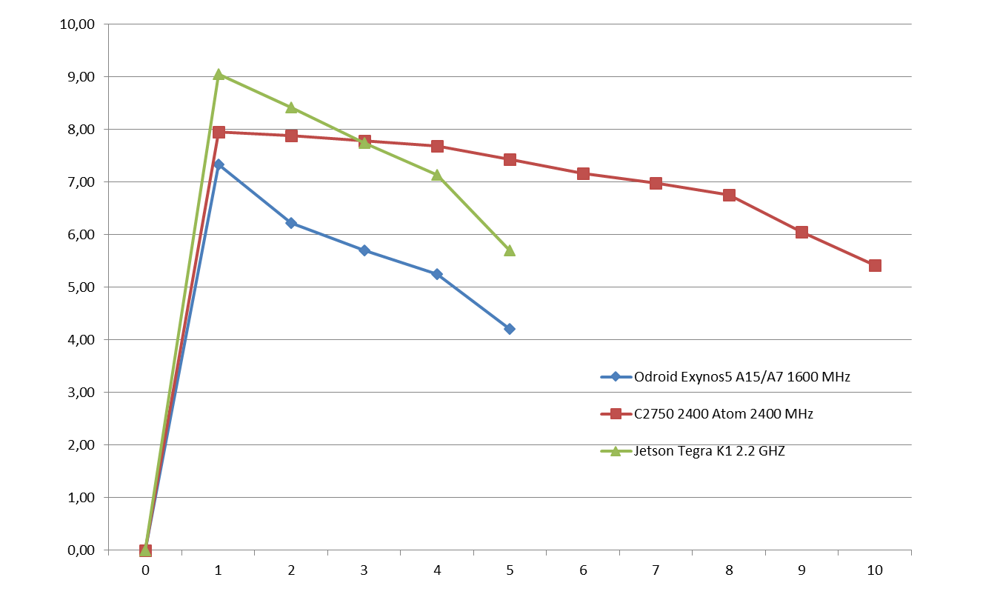 10,00
9,00
8,00
7,00
6,00
5,00
4,00
3,00
2,00
1,00
0,00
0 1 2 3 4 5 6 7 8 9 10
Odroid Exynos5 A15/A7 1600 MHz
C2750 2400 Atom 2400 MHz
Jetson Tegra K1 2.2 GHZ